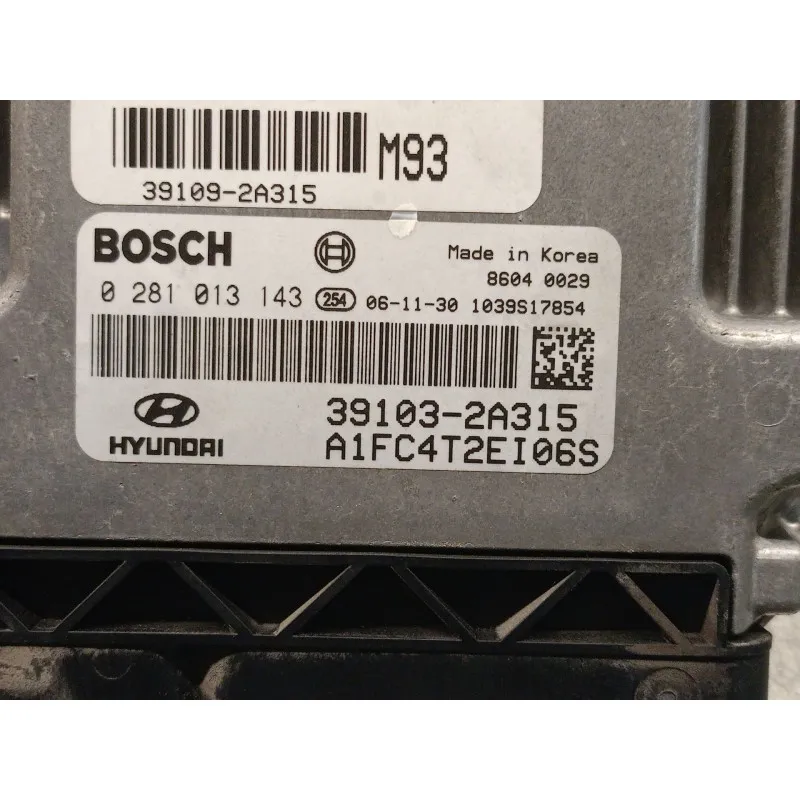 M93
39109-2A315
BOSCH Made in Korea
8604 0029
0 281 013 143 254 06-11-30 1039S17854
39103-2A315
HYUNDAI A1FC4T2EI06S